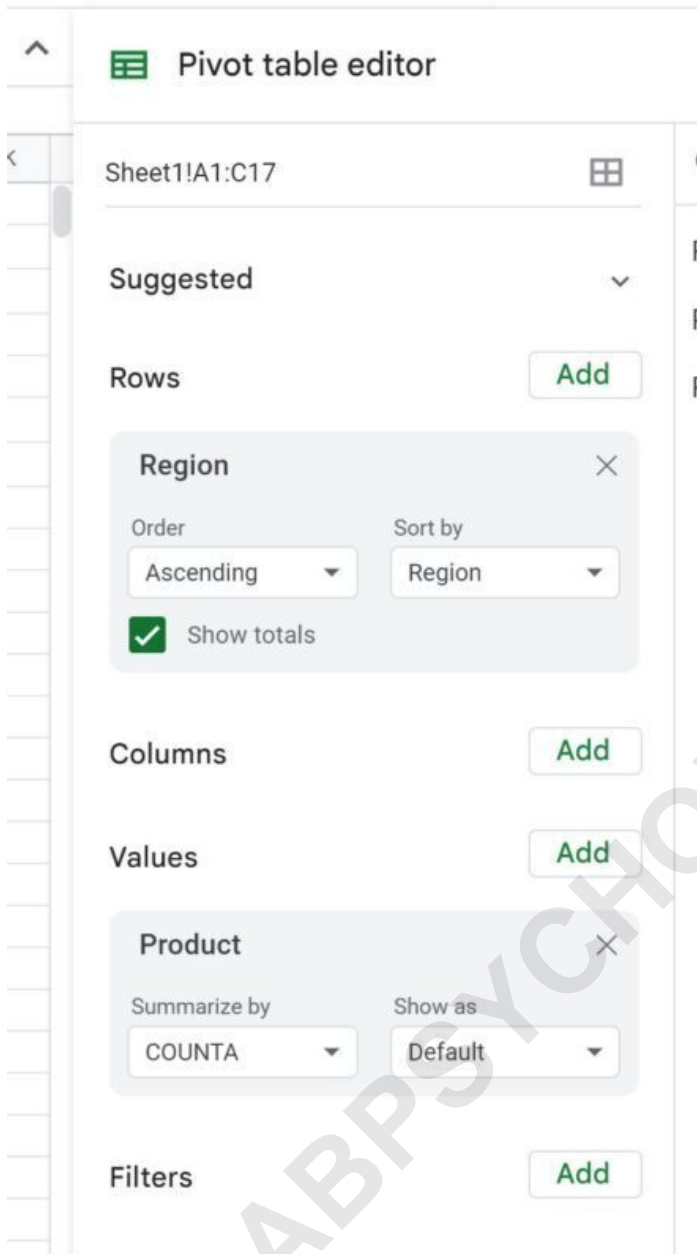 Pivot table editor
Sheet1!A1:C17
Suggested
Rows Add
Region
Order Sort by
Ascending Region
Show totals
Columns Add
Values Add
Product
Summarize by Show as
COUNTA Default
Filters Add